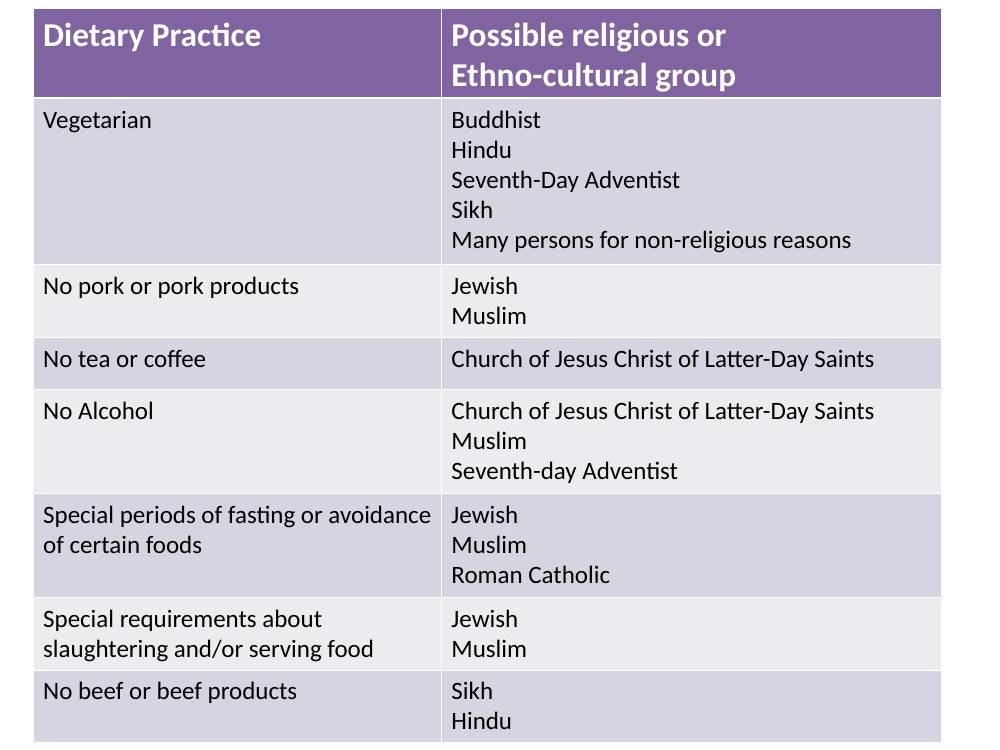 Dietary Practice
Possible religious or
Ethno-cultural group
Vegetarian
Buddhist
Hindu
Seventh-Day Adventist
Sikh
Many persons for non-religious reasons
No pork or pork products
Jewish
Muslim
No tea or coffee
Church of Jesus Christ of Latter-Day Saints
No Alcohol
Church of Jesus Christ of Latter-Day Saints
Muslim
Seventh-day Adventist
Special periods of fasting or avoidance
of certain foods
Jewish
Muslim
Roman Catholic
Special requirements about
slaughtering and/or serving food
Jewish
Muslim
No beef or beef products
Sikh
Hindu